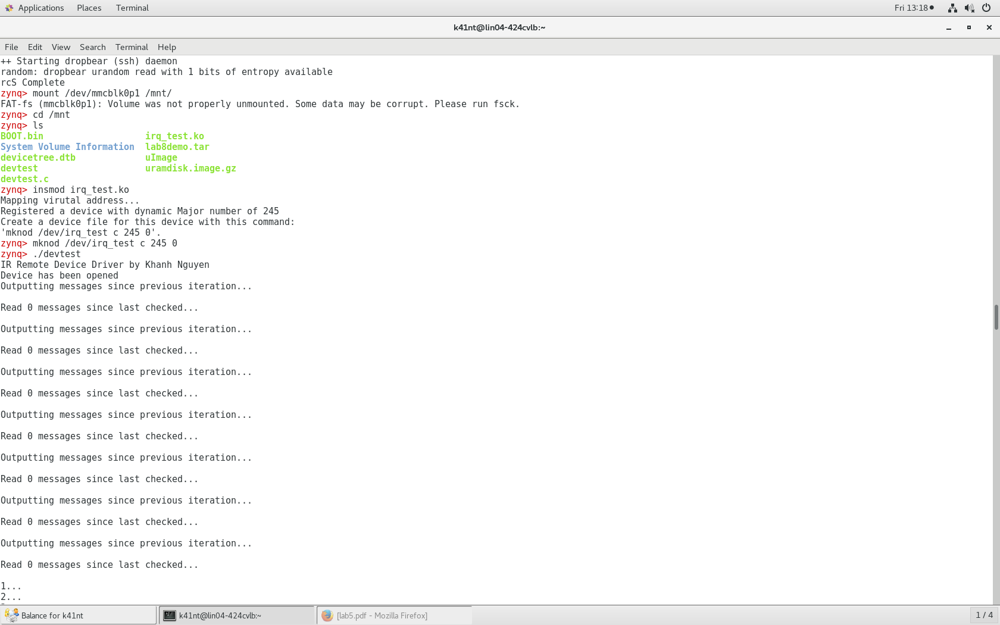 Applications Places Terminal Fri 13:18
k41nt@lin04-424cvlb:~
File Edit View Search Terminal Help
++ Starting dropbear (ssh) daemon
random: dropbear urandom read with 1 bits of entropy available
rcS Complete
zynq> mount /dev/mmcblk0p1 /mnt/
FAT-fs (mmcblk0p1): Volume was not properly unmounted. Some data may be corrupt. Please run fsck.
zynq> cd /mnt
zynq> ls
BOOT.bin irq_test.ko
System Volume Information lab8demo.tar
devicetree.dtb uImage
devtest uramdisk.image.gz
devtest.c
zynq> insmod irq_test.ko
Mapping virutal address...
Registered a device with dynamic Major number of 245
Create a device file for this device with this command:
'mknod /dev/irq_test c 245 0'.
zynq> mknod /dev/irq_test c 245 0
zynq> ./devtest
IR Remote Device Driver by Khanh Nguyen
Device has been opened
Outputting messages since previous iteration...
Read 0 messages since last checked...
Outputting messages since previous iteration...
Read 0 messages since last checked...
Outputting messages since previous iteration...
Read 0 messages since last checked...
Outputting messages since previous iteration...
Read 0 messages since last checked...
Outputting messages since previous iteration...
Read 0 messages since last checked...
Outputting messages since previous iteration...
Read 0 messages since last checked...
Outputting messages since previous iteration...
Read 0 messages since last checked...
1...
2...
Balance for k41nt k41nt@lin04-424cvlb:~ [lab5.pdf - Mozilla Firefox] 1 / 4